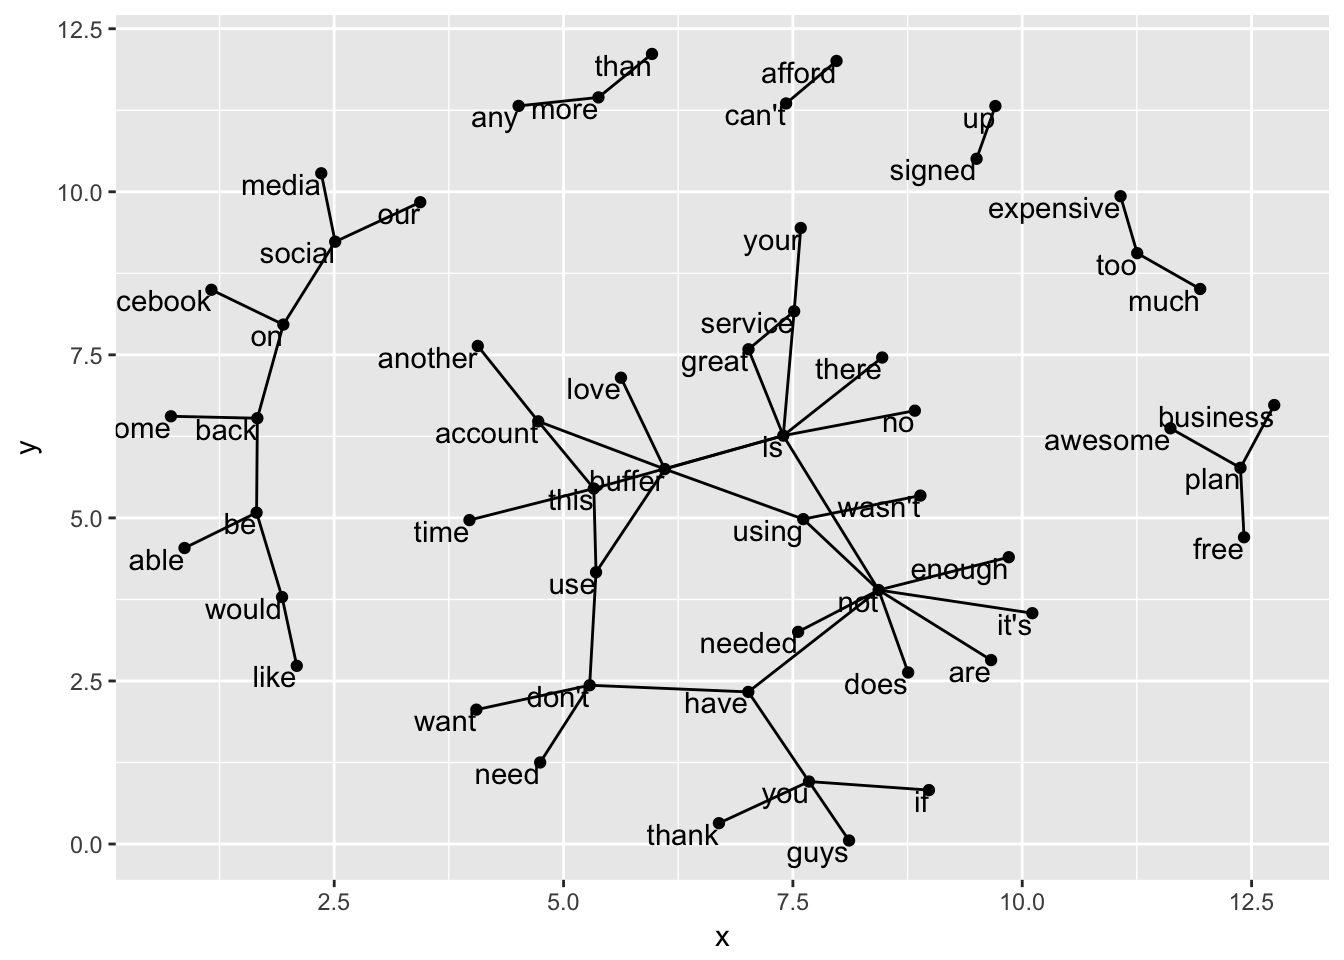 12.5
than
afford
any
more
can't
up
signed
10.0
media
our
expensive
your
social
too
cebook
much
service
on
7.5
another
great
there
love
business
ome
back
account
is
no
awesome
buffer
plan
this
wasn't
5.0
be
time
using
free
able
enough
use
would
not
it's
needed
like
does
are
2.5
don't
have
want
need
you
if
thank
guys
0.0
2.5
5.0
7.5
10.0
12.5
x
y